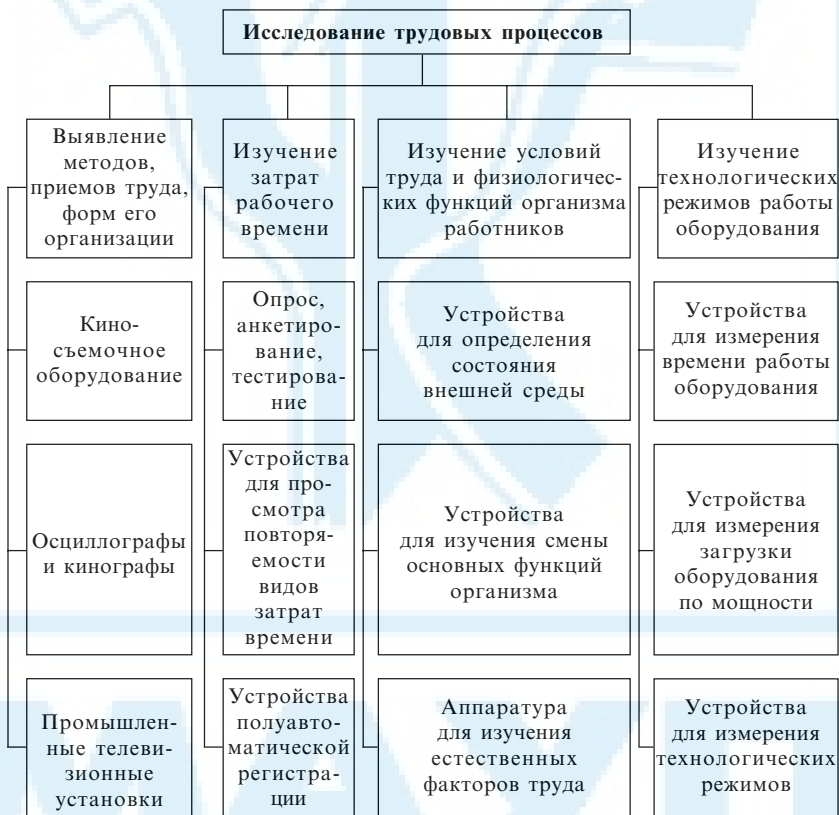 Исследование трудовых процессов
Выявление
методов,
приемов труда,
форм его
организации
Изучение
затрат
рабочего
времени
Изучение условий
труда и физиологичес-
ких функций организма
работников
Изучение
технологических
режимов работы
оборудования
Кино-
съемочное
оборудование
Опрос,
анкетиро-
вание,
тестирова-
ние
Устройства
для определения
состояния
внешней среды
Устройства
для измерения
времени работы
оборудования
Осциллографы
и кинографы
Устройства
для про-
смотра
повторя-
емости
видов
затрат
времени
Устройства
для изучения смены
основных функций
организма
Устройства
для измерения
загрузки
оборудования
по мощности
Промышлен-
ные телеви-
зионные
установки
Устройства
полуавто-
матической
регистра-
ции
Аппаратура
для изучения
естественных
факторов труда
Устройства
для измерения
технологических
режимов